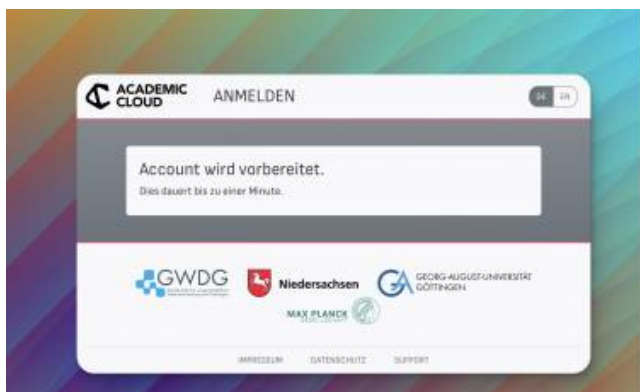 ACADEMIC
CLOUD
ANMELDEN
DE EN
Account wird vorbereitet.
Dies dauert bis zu einer Minute.
GWDG
Niedersachsen
GEORG-AUGUST-UNIVERSITÄT
GÖTTINGEN
MAX PLANCK
GESELLSCHAFT
IMPRESSUM DATENSCHUTZ SUPPORT